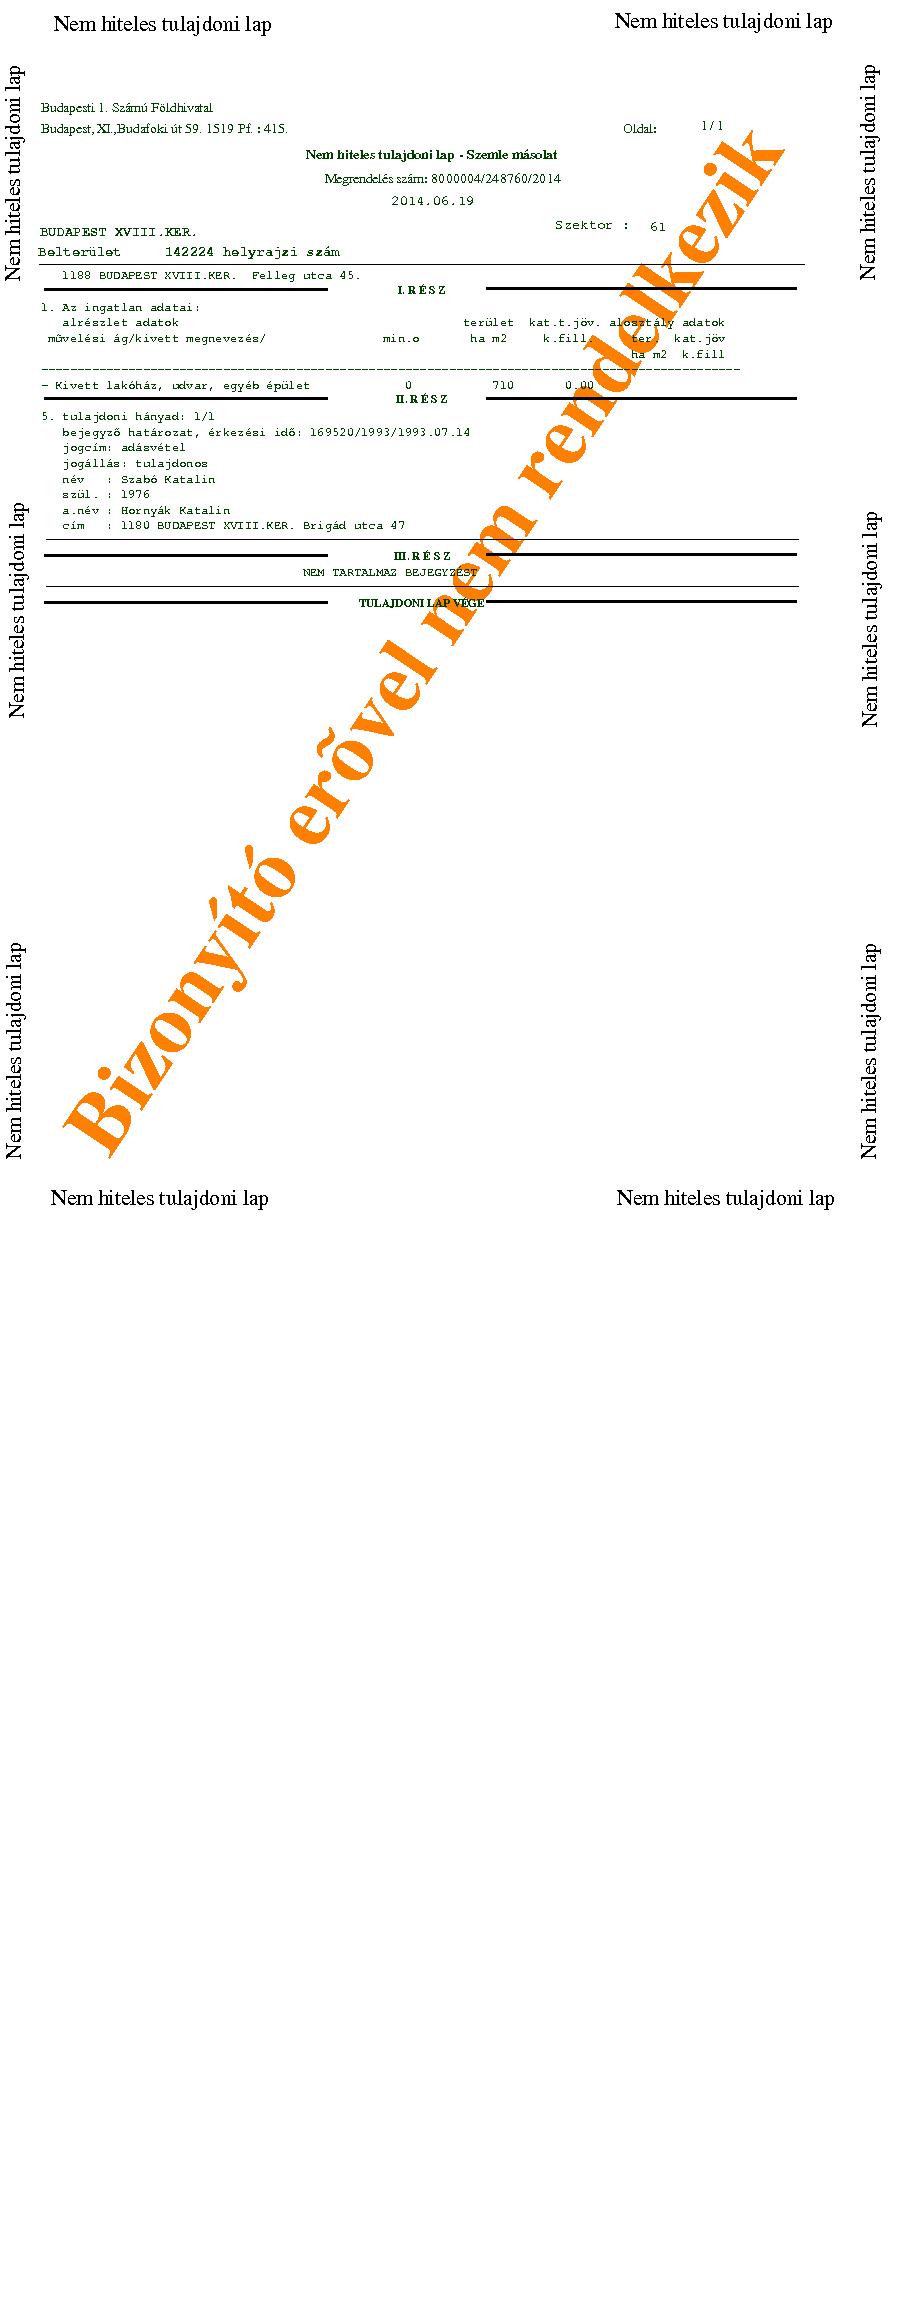 Nem hiteles tulajdoni lap
Nem hiteles tulajdoni lap
Nem hiteles tulajdoni lap
Nem hiteles tulajdoni lap
Budapesti 1. Számú Földhivatal
Budapest, XI.,Budafoki út 59. 1519 Pf. : 415.
Oldal: 1 / 1
Nem hiteles tulajdoni lap - Szemle másolat
Megrendelés szám: 8000004/248760/2014
2014.06.19
Szektor : 61
BUDAPEST XVIII.KER.
Belterület 142224 helyrajzi szám
1188 BUDAPEST XVIII.KER. Felleg utca 45.
I. R É S Z
1. Az ingatlan adatai:
alrészlet adatok terület kat.t.jöv. alosztály adatok
művelési ág/kivett megnevezés/ min.o ha m2 k.fill. ter. kat.jöv
ha m2 k.fill
- Kivett lakóház, udvar, egyéb épület 0 710 0.00
II. R É S Z
5. tulajdoni hányad: 1/1
bejegyző határozat, érkezési idő: 169520/1993/1993.07.14
jogcím: adásvétel
jogállás: tulajdonos
név : Szabó Katalin
szül. : 1976
a.név : Hornyák Katalin
cím : 1180 BUDAPEST XVIII.KER. Brigád utca 47
III. R É S Z
NEM TARTALMAZ BEJEGYZÉST
TULAJDONI LAP VÉGE
Bizonyító erõvel nem rendelkezik
Nem hiteles tulajdoni lap
Nem hiteles tulajdoni lap
Nem hiteles tulajdoni lap
Nem hiteles tulajdoni lap
Nem hiteles tulajdoni lap
Nem hiteles tulajdoni lap